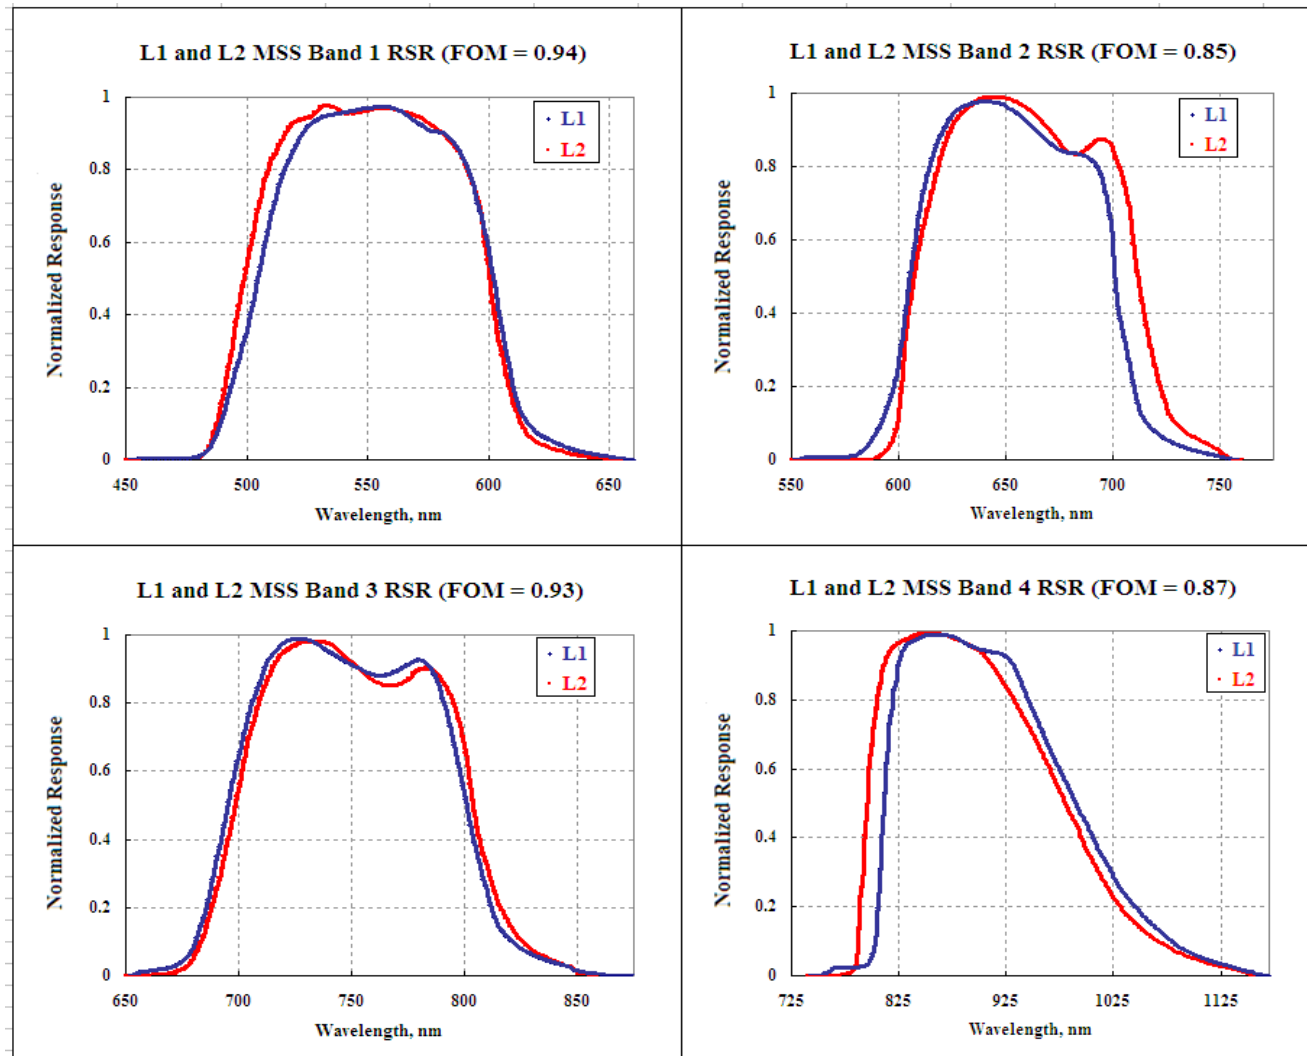 L1 and L2 MSS Band 1 RSR (FOM = 0.94)
Normalized Response
1
0.8
0.6
0.4
0.2
0
450 500 550 600 650
Wavelength, nm
L1
L2
L1 and L2 MSS Band 2 RSR (FOM = 0.85)
Normalized Response
1
0.8
0.6
0.4
0.2
0
550 600 650 700 750
Wavelength, nm
L1
L2
L1 and L2 MSS Band 3 RSR (FOM = 0.93)
Normalized Response
1
0.8
0.6
0.4
0.2
0
650 700 750 800 850
Wavelength, nm
L1
L2
L1 and L2 MSS Band 4 RSR (FOM = 0.87)
Normalized Response
1
0.8
0.6
0.4
0.2
0
725 825 925 1025 1125
Wavelength, nm
L1
L2